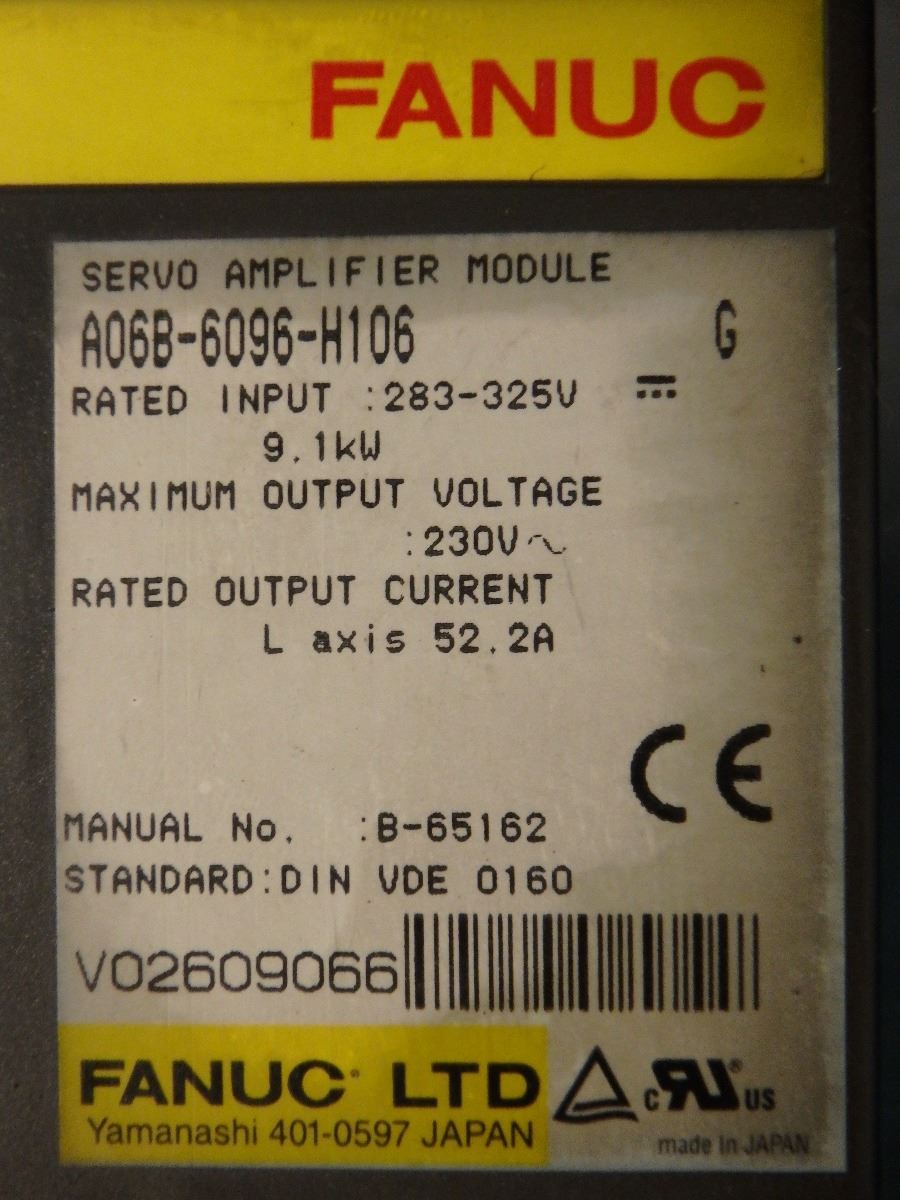 FANUC
SERVO AMPLIFIER MODULE
A06B-6096-H106 G
RATED INPUT :283-325V ⎓
9.1kW
MAXIMUM OUTPUT VOLTAGE
:230V~
RATED OUTPUT CURRENT
L axis 52.2A
CE
MANUAL No. :B-65162
STANDARD:DIN VDE 0160
V02609066
FANUC LTD
Yamanashi 401-0597 JAPAN
c RU ® US
made in JAPAN